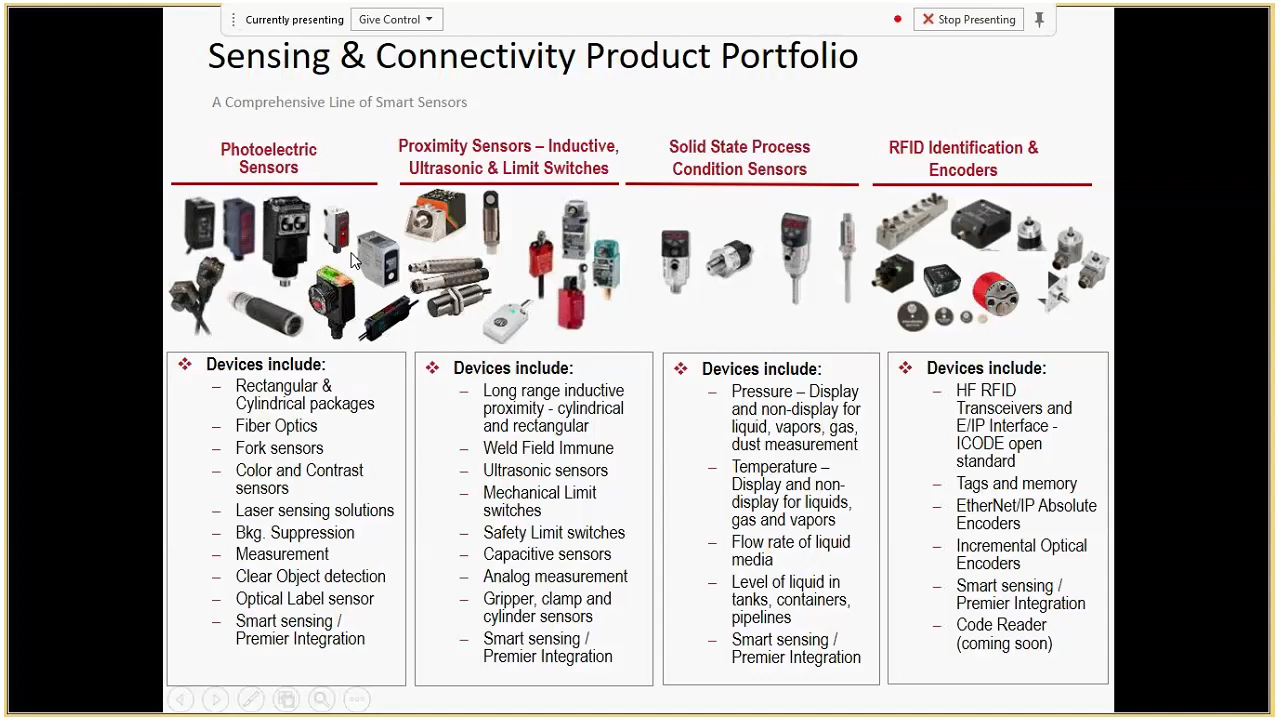 Currently presenting
Give Control
Stop Presenting
Sensing & Connectivity Product Portfolio
A Comprehensive Line of Smart Sensors
Photoelectric
Sensors
Proximity Sensors – Inductive,
Ultrasonic & Limit Switches
Solid State Process
Condition Sensors
RFID Identification &
Encoders
❖ Devices include:
– Rectangular &
Cylindrical packages
– Fiber Optics
– Fork sensors
– Color and Contrast
sensors
– Laser sensing solutions
– Bkg. Suppression
– Measurement
– Clear Object detection
– Optical Label sensor
– Smart sensing /
Premier Integration
❖ Devices include:
– Long range inductive
proximity - cylindrical
and rectangular
– Weld Field Immune
– Ultrasonic sensors
– Mechanical Limit
switches
– Safety Limit switches
– Capacitive sensors
– Analog measurement
– Gripper, clamp and
cylinder sensors
– Smart sensing /
Premier Integration
❖ Devices include:
– Pressure – Display
and non-display for
liquid, vapors, gas,
dust measurement
– Temperature –
Display and non-
display for liquids,
gas and vapors
– Flow rate of liquid
media
– Level of liquid in
tanks, containers,
pipelines
– Smart sensing /
Premier Integration
❖ Devices include:
– HF RFID
Transceivers and
E/IP Interface -
ICODE open
standard
– Tags and memory
– EtherNet/IP Absolute
Encoders
– Incremental Optical
Encoders
– Smart sensing /
Premier Integration
– Code Reader
(coming soon)